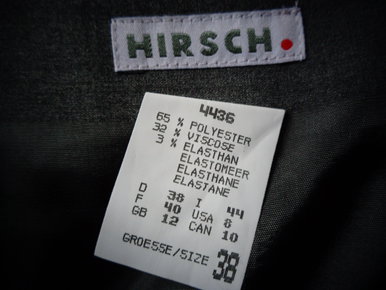 HIRSCH.
4436
65 % POLYESTER
32 % VISCOSE
3 % ELASTHAN
ELASTOMEER
ELASTHANE
ELASTANE
D 38 I 44
F 40 USA 8
GB 12 CAN 10
GROESSE/SIZE 38